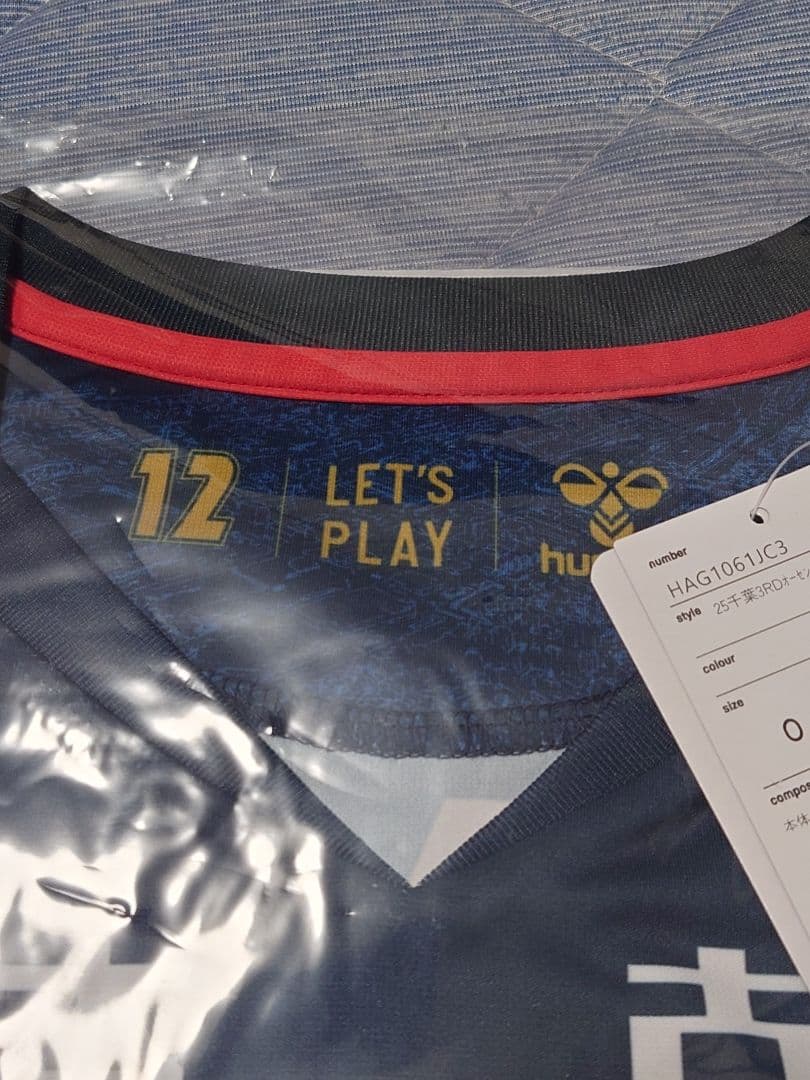 12
LET'S
PLAY
number
HAG1061JC3
style 25千葉3RDオーセン
colour
size
O
compos
本体